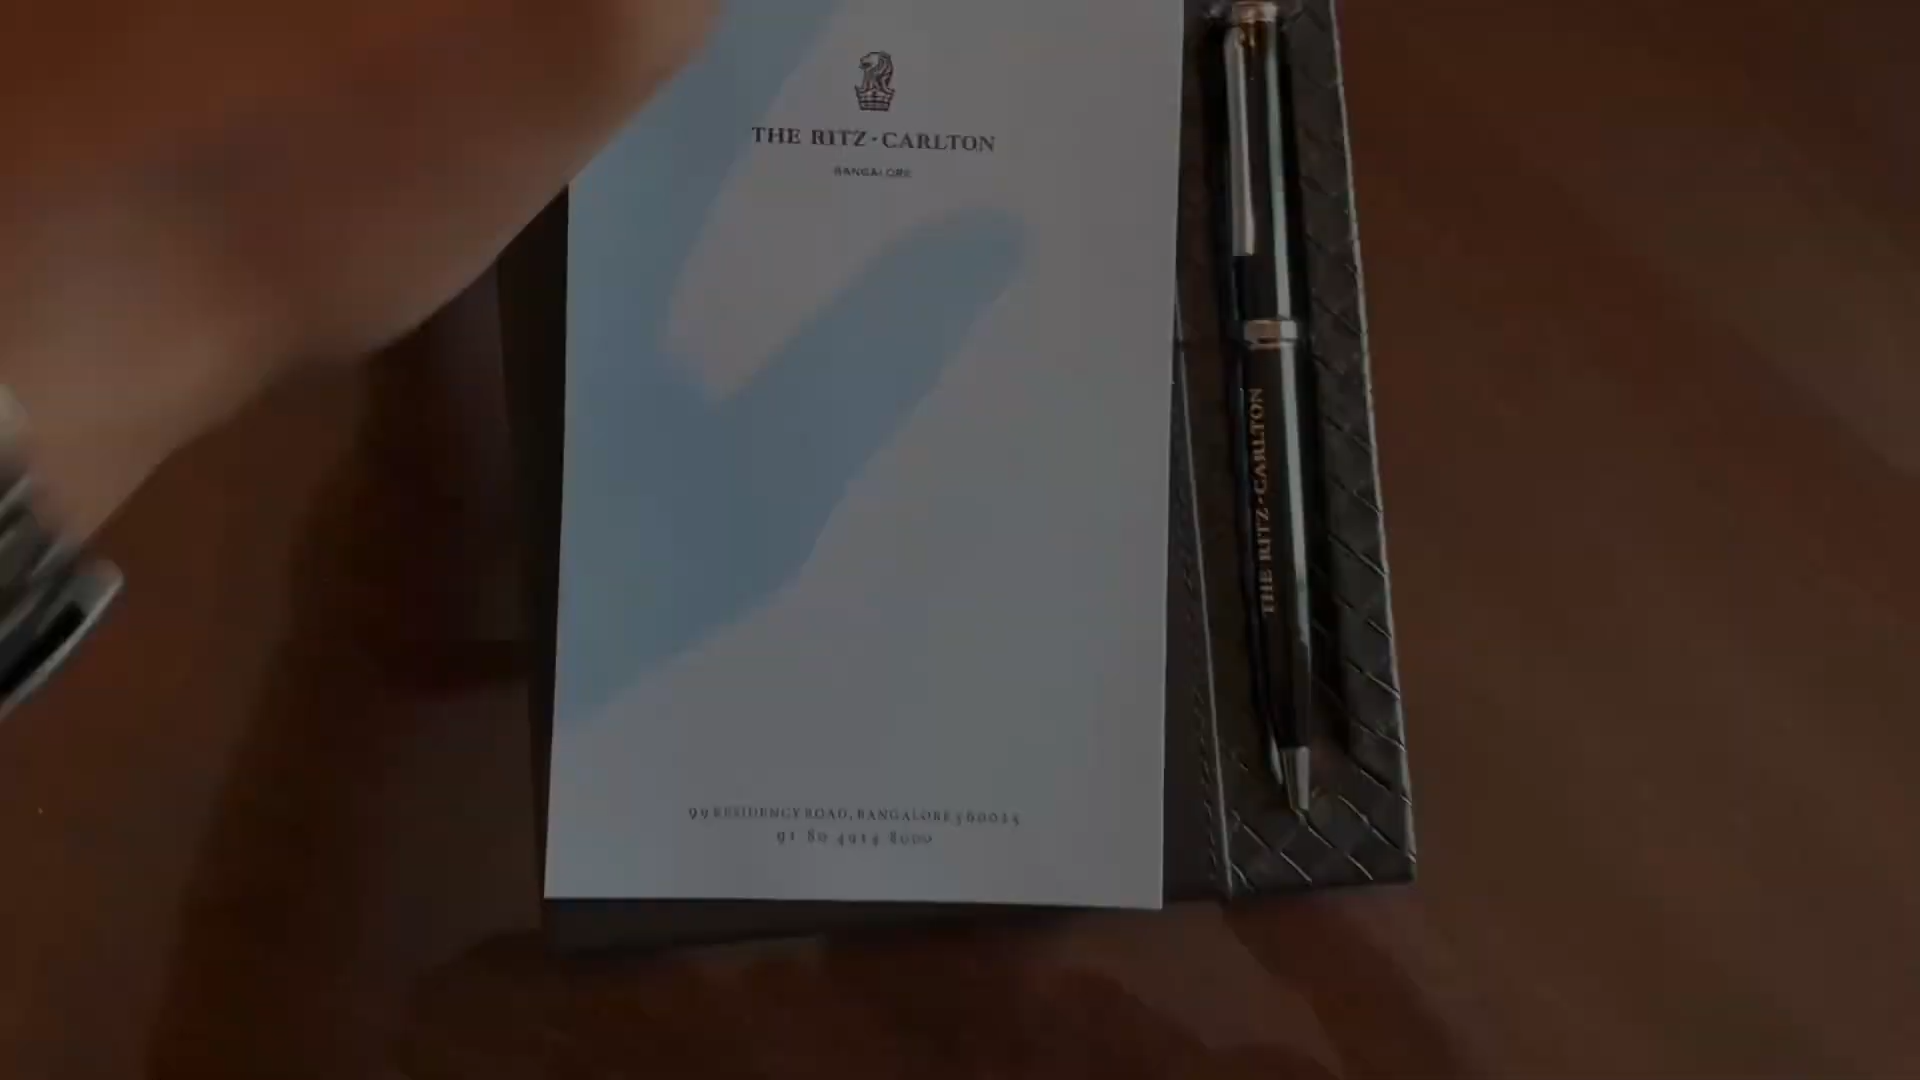 THE RITZ·CARLTON
BANGALORE
THE RITZ·CARLTON
99 RESIDENCY ROAD, BANGALORE 560025
91 80 4914 8000